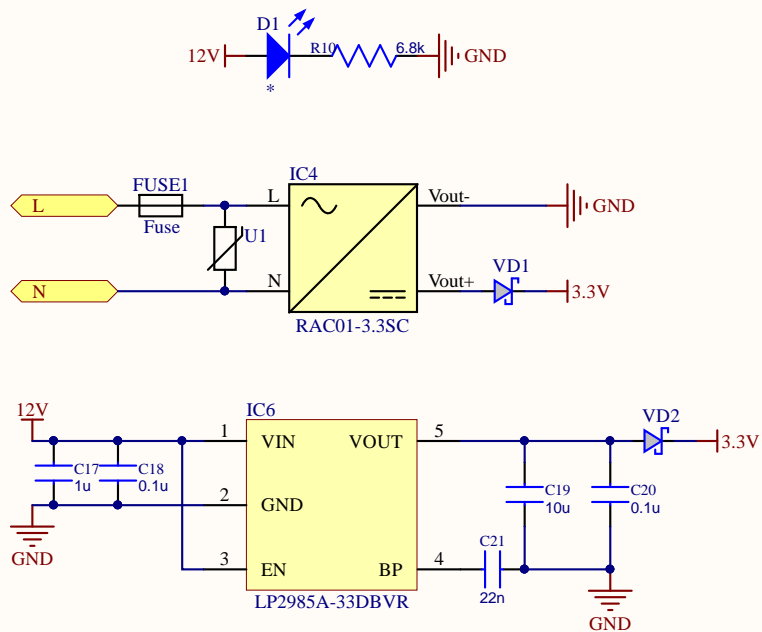 D1
12V
R10
6.8k
GND
*
IC4
FUSE1
L
L
Vout-
GND
Fuse
U1
VD1
N
N
Vout+
3.3V
RAC01-3.3SC
12V
IC6
VD2
1
VIN
VOUT
5
3.3V
C17
1u
C18
0.1u
C19
10u
C20
0.1u
2
GND
GND
C21
3
EN
BP
4
22n
LP2985A-33DBVR
GND